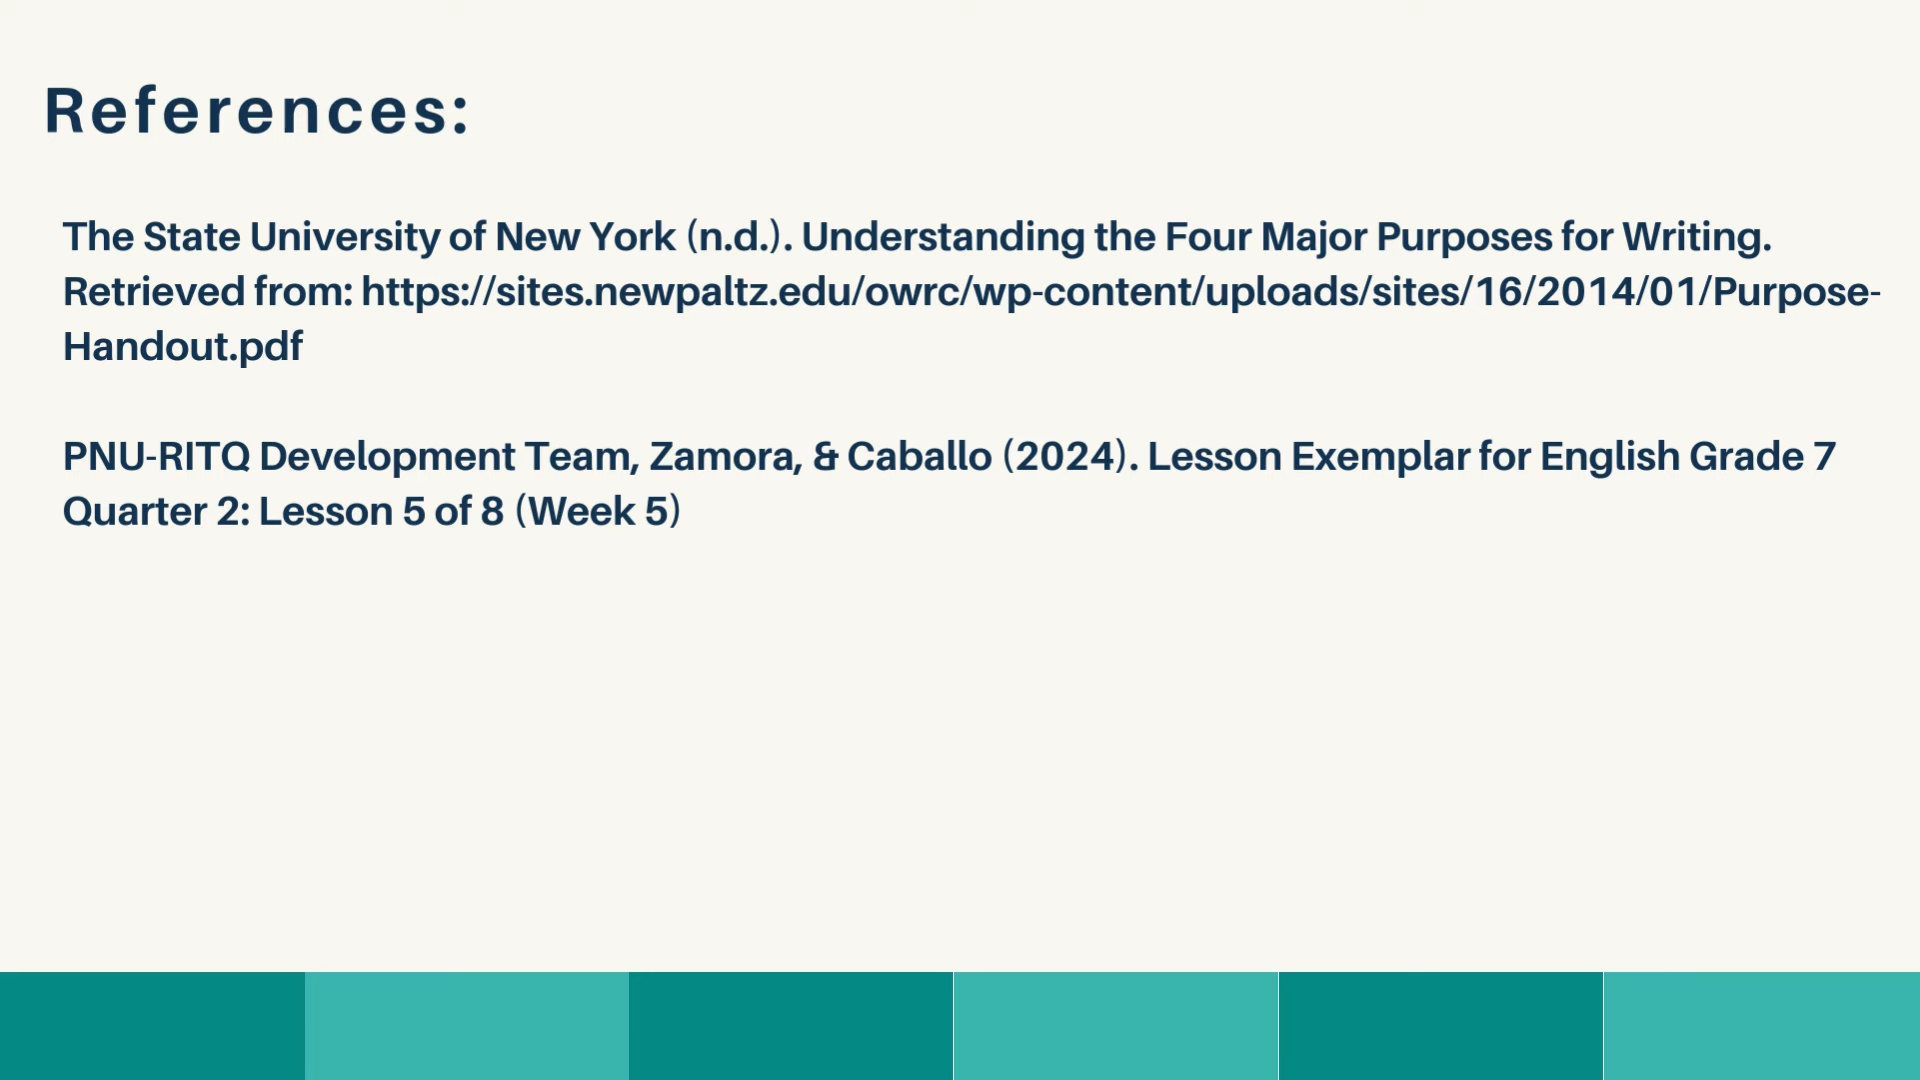 References:
The State University of New York (n.d.). Understanding the Four Major Purposes for Writing.
Retrieved from: https://sites.newpaltz.edu/owrc/wp-content/uploads/sites/16/2014/01/Purpose-
Handout.pdf
PNU-RITQ Development Team, Zamora, & Caballo (2024). Lesson Exemplar for English Grade 7
Quarter 2: Lesson 5 of 8 (Week 5)